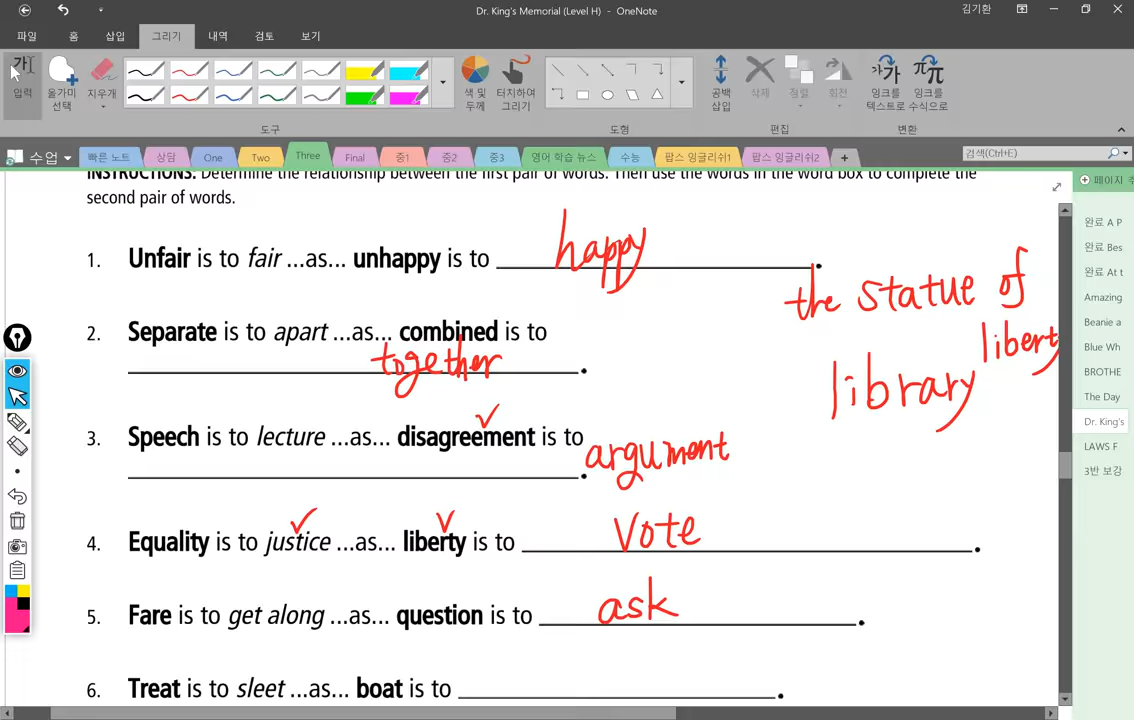 Dr. King's Memorial (Level H) - OneNote
김기환
파일 홈 삽입 그리기 내역 검토 보기
가 입력
올가미 선택
지우개
색 및 두께
터치하여 그리기
공백 삽입
삭제
정렬
회전
잉크를 텍스트로
잉크를 수식으로
도구 도형 편집 변환
수업 빠른 노트 상담 One Two Three Final 중1 중2 중3 영어 학습 뉴스 수능 팝스 잉글리쉬1 팝스 잉글리쉬2 +
검색(Ctrl+E)
INSTRUCTIONS: Determine the relationship between the first pair of words. Then use the words in the word box to complete the
second pair of words.
1. Unfair is to fair ...as... unhappy is to happy.
the statue of
liberty
2. Separate is to apart ...as... combined is to
together.
library
3. Speech is to lecture ...as... disagreement is to
argument
4. Equality is to justice ...as... liberty is to vote.
5. Fare is to get along ...as... question is to ask.
6. Treat is to sleet ...as... boat is to .
페이지
완료 A P
완료 Bes
완료 At t
Amazing
Beanie a
Blue Wh
BROTHE
The Day
Dr. King's
LAWS F
3반 보강